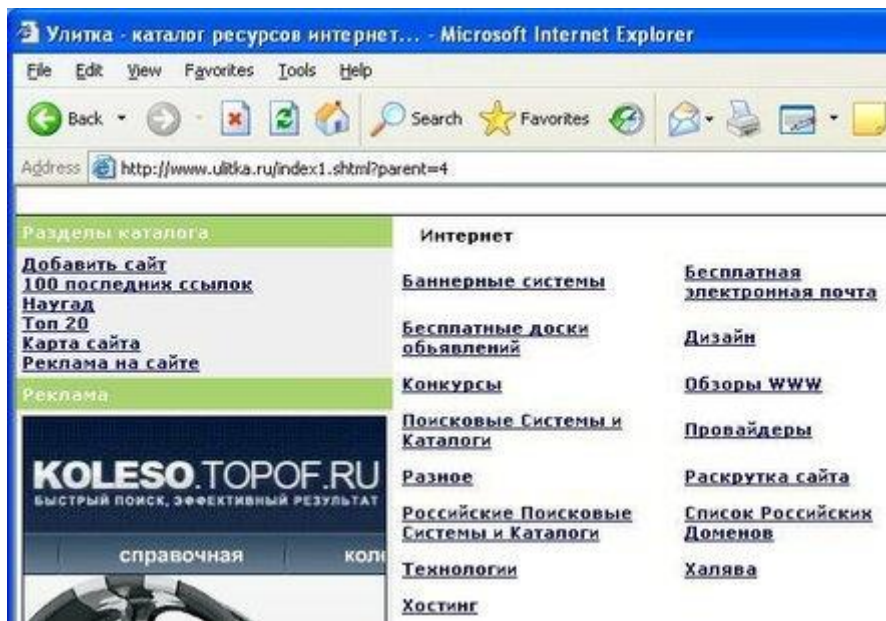 Улитка - каталог ресурсов интернет... - Microsoft Internet Explorer
File Edit View Favorites Tools Help
Back Search Favorites
Address http://www.ulitka.ru/index1.shtml?parent=4
Разделы каталога
Добавить сайт
100 последних ссылок
Наугад
Топ 20
Карта сайта
Реклама на сайте
Реклама
KOLESO.TOPOF.RU
БЫСТРЫЙ ПОИСК, ЭФФЕКТИВНЫЙ РЕЗУЛЬТАТ
справочная коле
Интернет
Баннерные системы
Бесплатная
электронная почта
Бесплатные доски
обьявлений
Дизайн
Конкурсы
Обзоры WWW
Поисковые Системы и
Каталоги
Провайдеры
Разное
Раскрутка сайта
Российские Поисковые
Системы и Каталоги
Список Российских
Доменов
Технологии
Халява
Хостинг